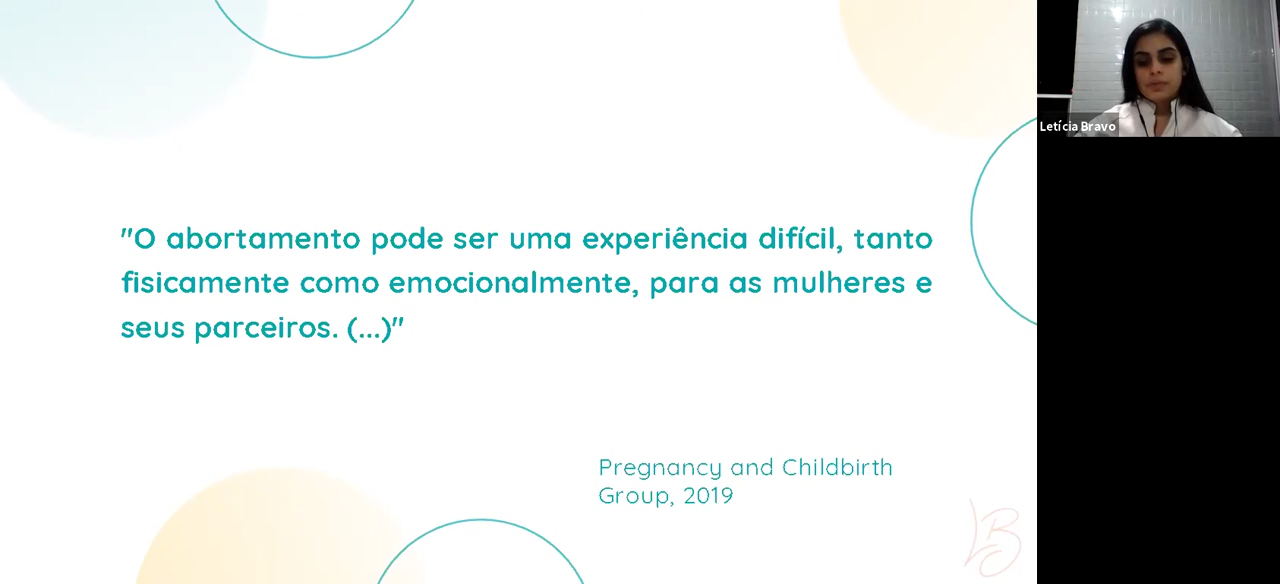 "O abortamento pode ser uma experiência difícil, tanto
fisicamente como emocionalmente, para as mulheres e
seus parceiros. (...)"
Pregnancy and Childbirth
Group, 2019
LB
Letícia Bravo